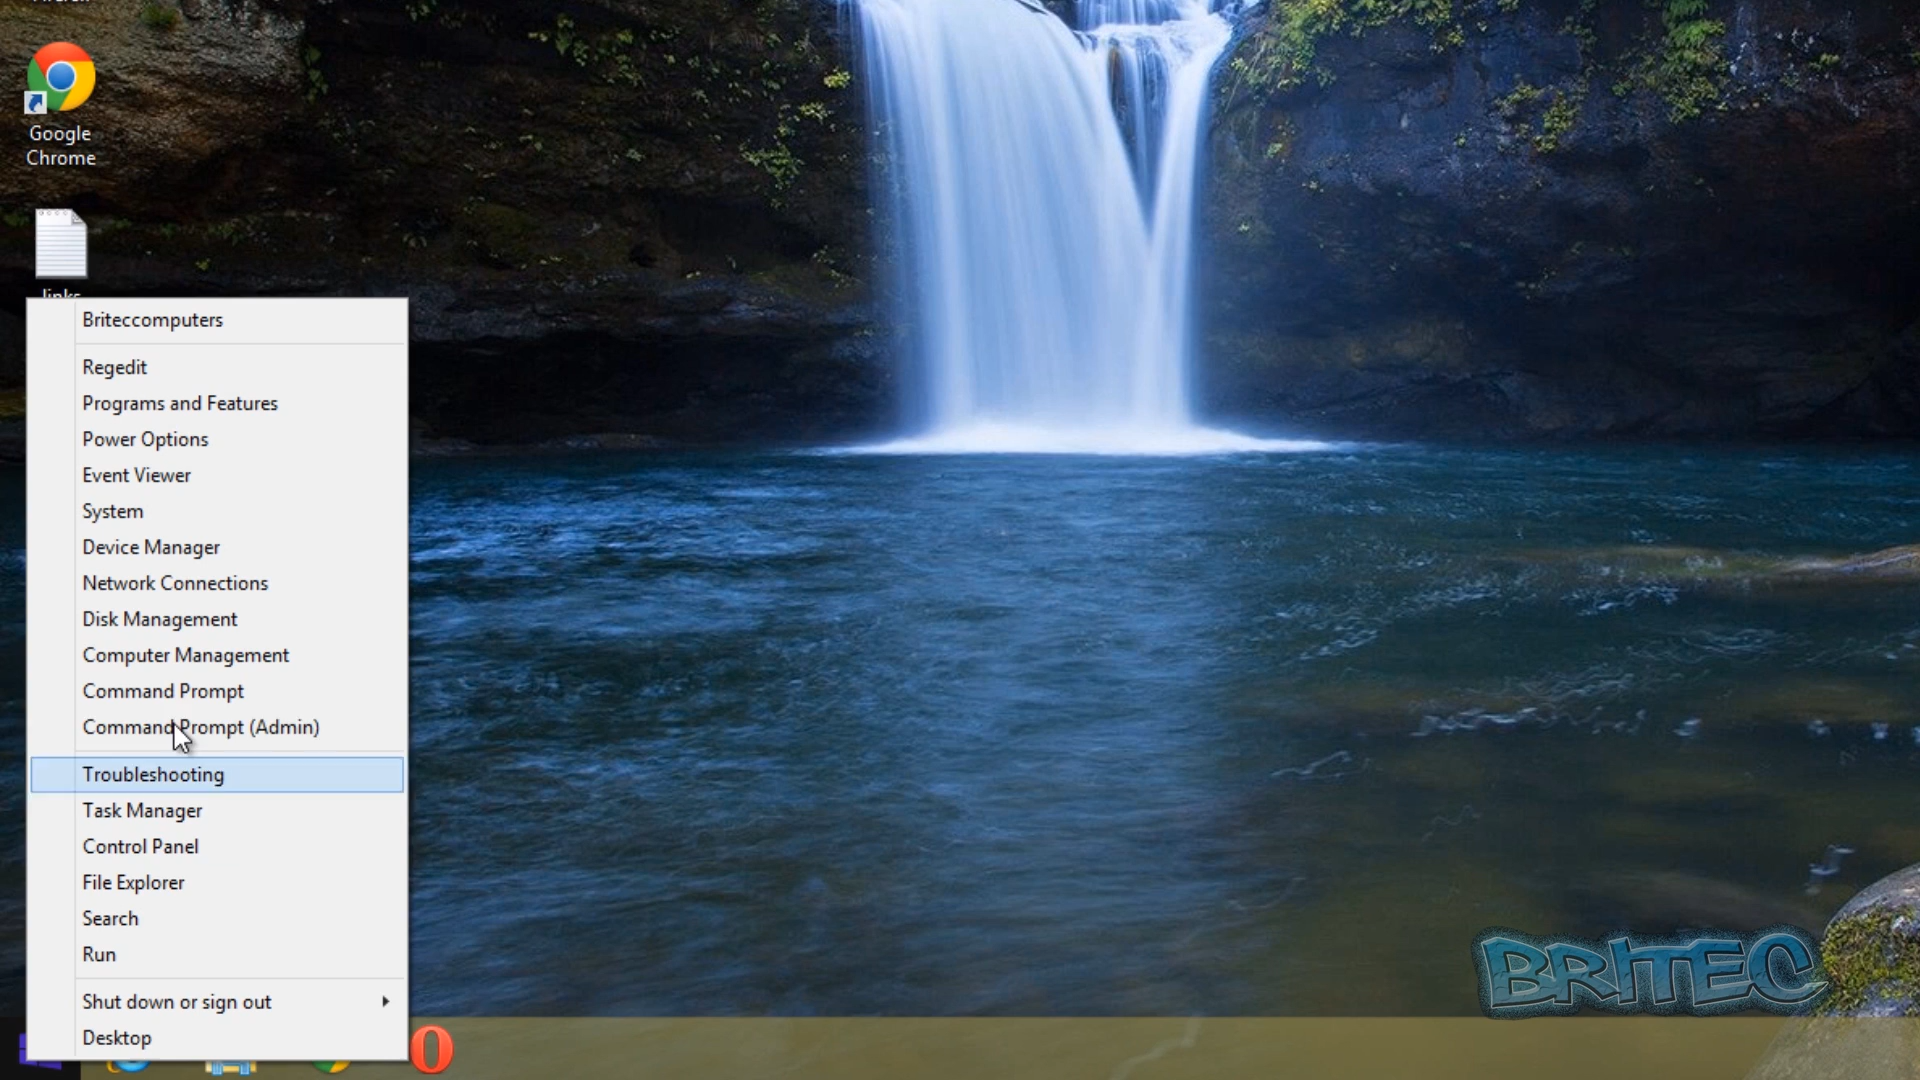 Google
Chrome
links
Briteccomputers
Regedit
Programs and Features
Power Options
Event Viewer
System
Device Manager
Network Connections
Disk Management
Computer Management
Command Prompt
Command Prompt (Admin)
Troubleshooting
Task Manager
Control Panel
File Explorer
Search
Run
Shut down or sign out
Desktop
BRITEC